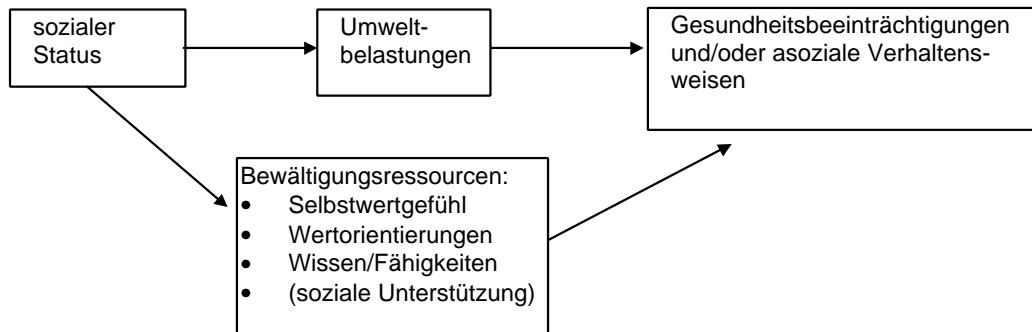 sozialer
Status
Umwelt-
belastungen
Gesundheitsbeeinträchtigungen
und/oder asoziale Verhaltens-
weisen
Bewältigungsressourcen:
• Selbstwertgefühl
• Wertorientierungen
• Wissen/Fähigkeiten
• (soziale Unterstützung)